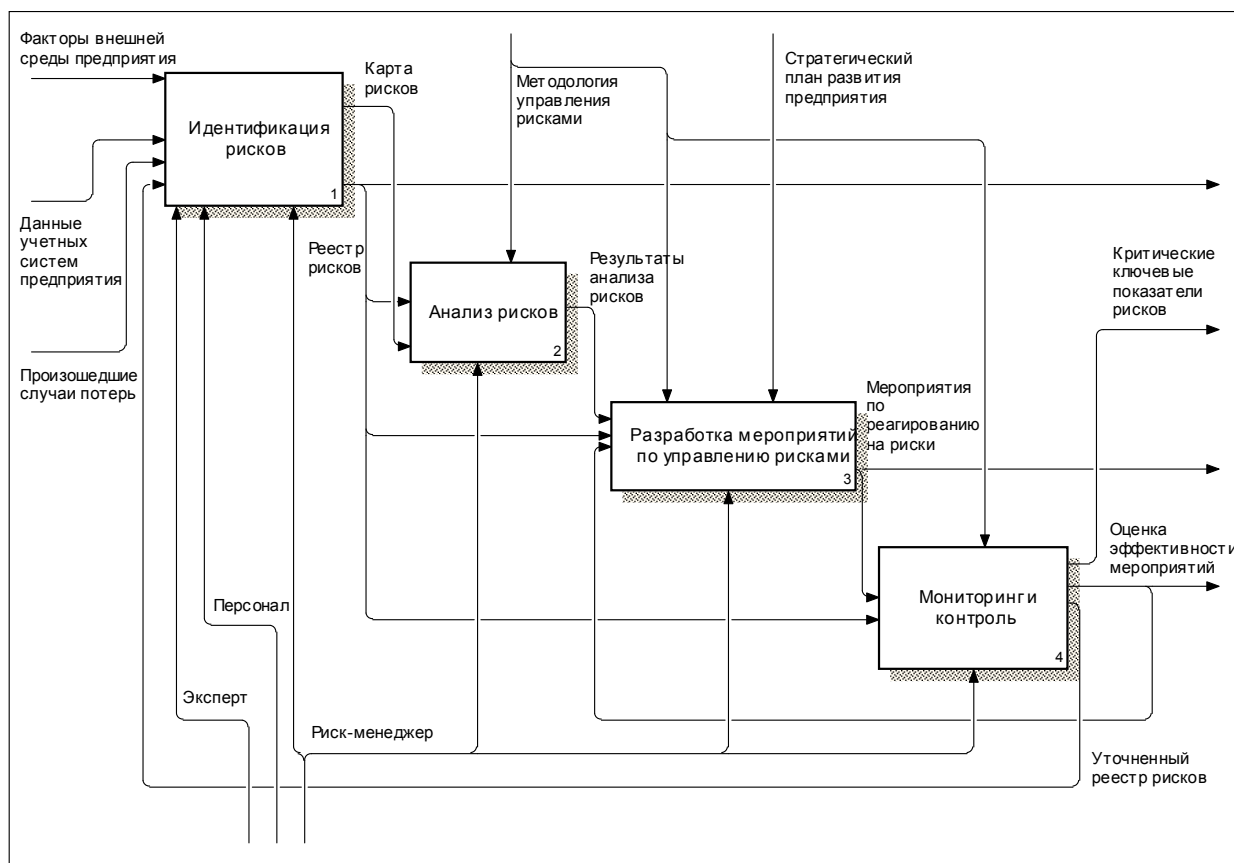 Факторы внешней
среды предприятия
Идентификация
рисков
1
Карта
рисков
Методология
управления
рисками
Стратегический
план развития
предприятия
Данные
учетных
систем
предприятия
Произошедшие
случаи потерь
Реестр
рисков
Анализ рисков
2
Результаты
анализа
рисков
Критические
ключевые
показатели
рисков
Разработка мероприятий
по управлению рисками
3
Мероприятия
по
реагированию
на риски
Оценка
эффективности
мероприятий
Мониторинг и
контроль
4
Персонал
Эксперт
Риск-менеджер
Уточненный
реестр рисков